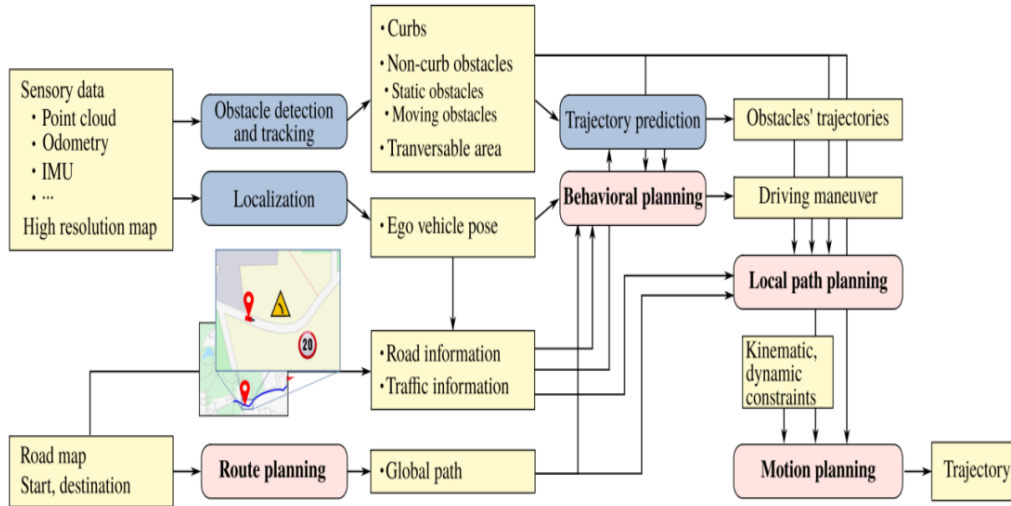 Sensory data
• Point cloud
• Odometry
• IMU
• ...
High resolution map
Obstacle detection
and tracking
Localization
• Curbs
• Non-curb obstacles
• Static obstacles
• Moving obstacles
• Tranversable area
• Ego vehicle pose
Trajectory prediction
Behavioral planning
Obstacles' trajectories
Driving maneuver
Local path planning
20
• Road information
• Traffic information
Kinematic,
dynamic
constraints
Road map
Start, destination
Route planning
• Global path
Motion planning
Trajectory